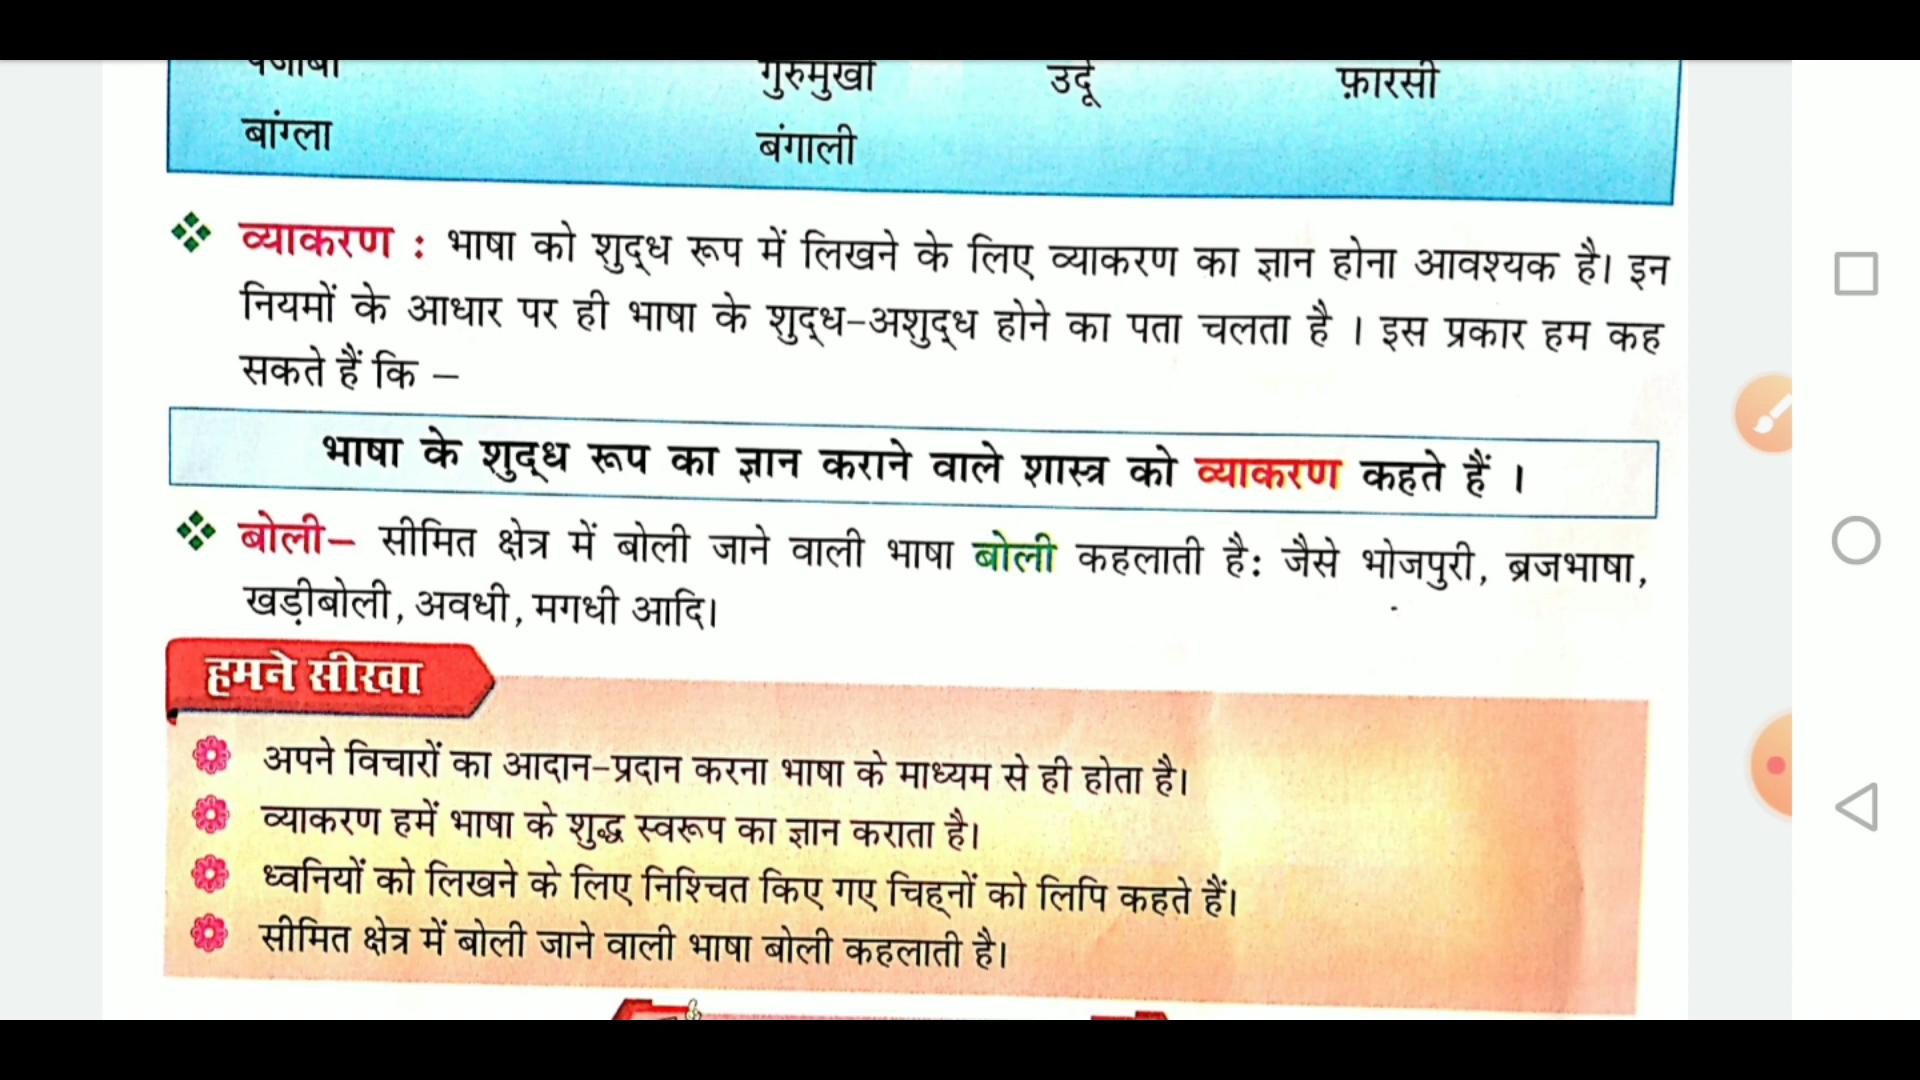 पंजाबी गुरुमुखी उर्दू फ़ारसी
बांग्ला बंगाली
व्याकरण : भाषा को शुद्‌ध रूप में लिखने के लिए व्याकरण का ज्ञान होना आवश्यक है। इन
नियमों के आधार पर ही भाषा के शुद्‌ध-अशुद्‌ध होने का पता चलता है । इस प्रकार हम कह
सकते हैं कि –
भाषा के शुद्‌ध रूप का ज्ञान कराने वाले शास्त्र को व्याकरण कहते हैं ।
बोली– सीमित क्षेत्र में बोली जाने वाली भाषा बोली कहलाती है: जैसे भोजपुरी, ब्रजभाषा,
खड़ीबोली, अवधी, मगधी आदि।
हमने सीखा
अपने विचारों का आदान-प्रदान करना भाषा के माध्यम से ही होता है।
व्याकरण हमें भाषा के शुद्ध स्वरूप का ज्ञान कराता है।
ध्वनियों को लिखने के लिए निश्चित किए गए चिह्‌नों को लिपि कहते हैं।
सीमित क्षेत्र में बोली जाने वाली भाषा बोली कहलाती है।